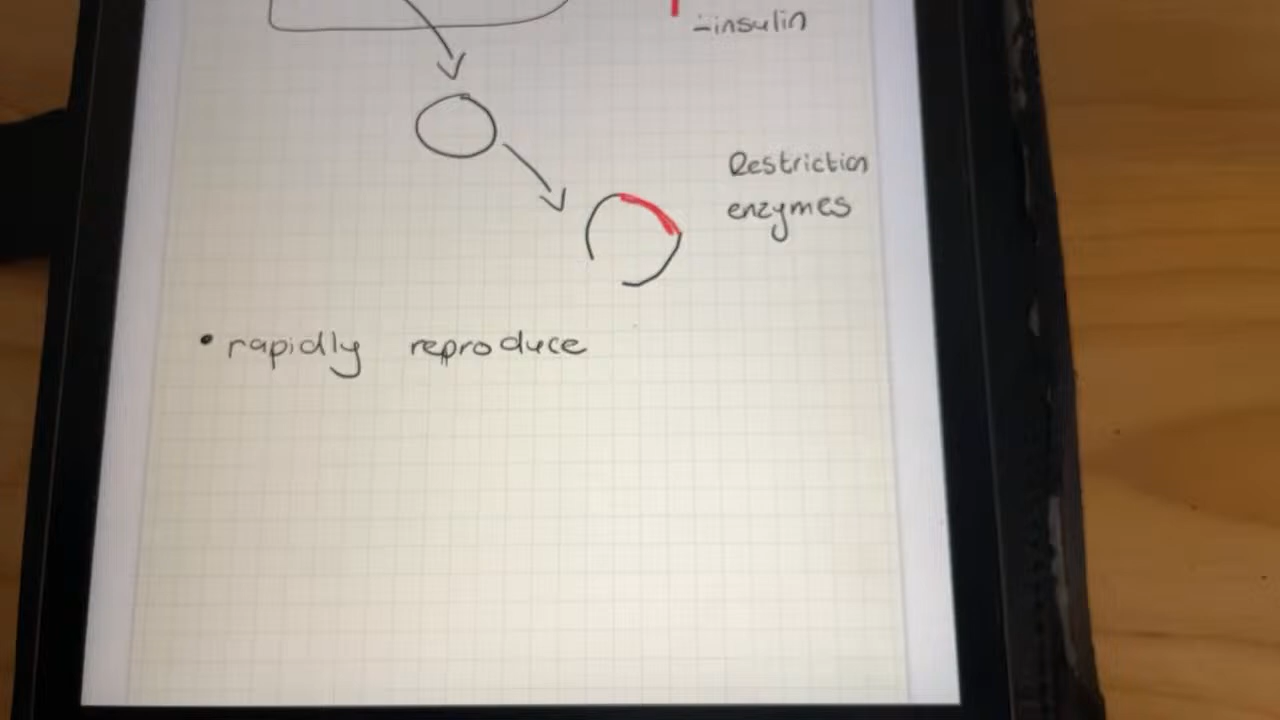 -insulin
Restriction
enzymes
• rapidly reproduce